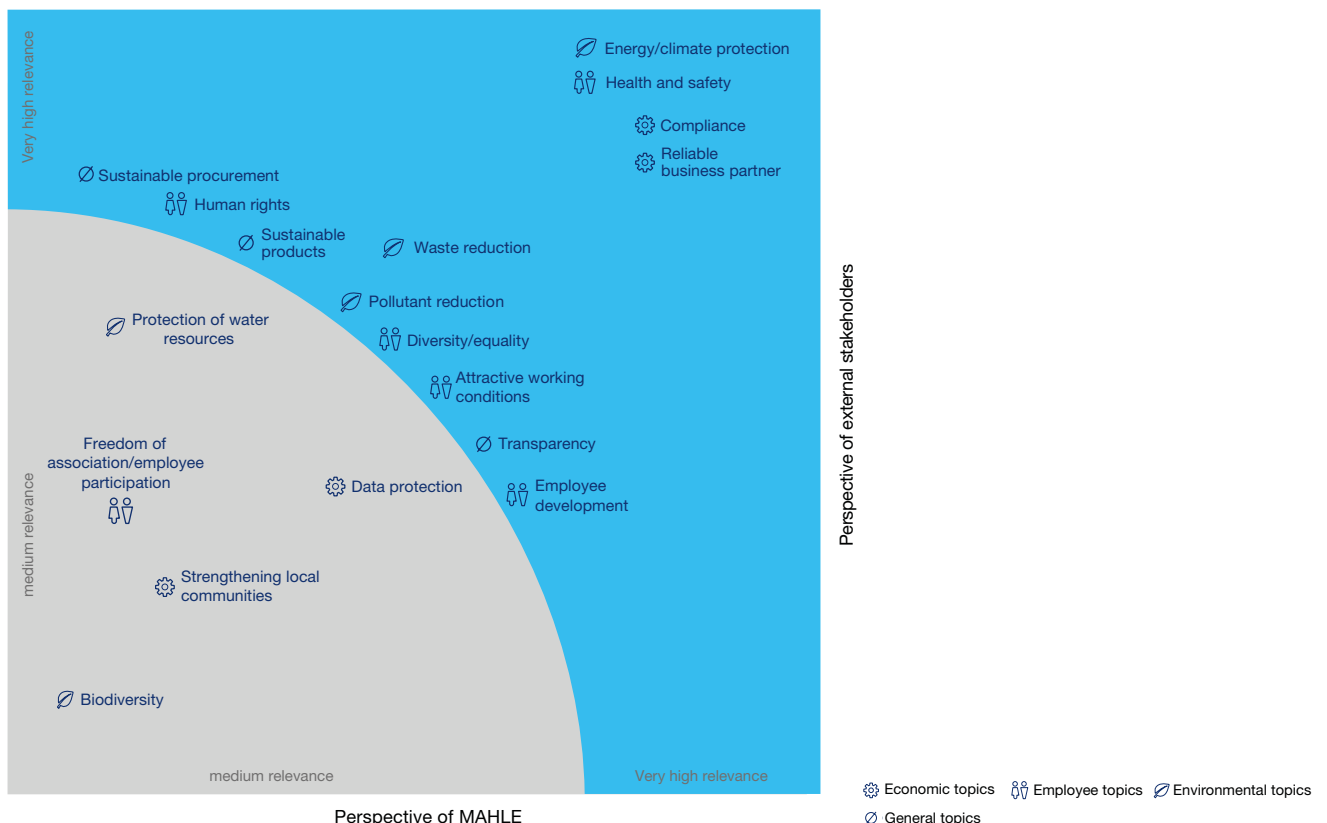 Very high relevance
Energy/climate protection
Health and safety
Compliance
Reliable
business partner
Sustainable procurement
Human rights
Sustainable
products
Waste reduction
Pollutant reduction
Protection of water
resources
Diversity/equality
Attractive working
conditions
Freedom of
association/employee
participation
Transparency
Data protection
Employee
development
medium relevance
Strengthening local
communities
Biodiversity
medium relevance
Very high relevance
Perspective of MAHLE
Perspective of external stakeholders
Economic topics
Employee topics
Environmental topics
General topics